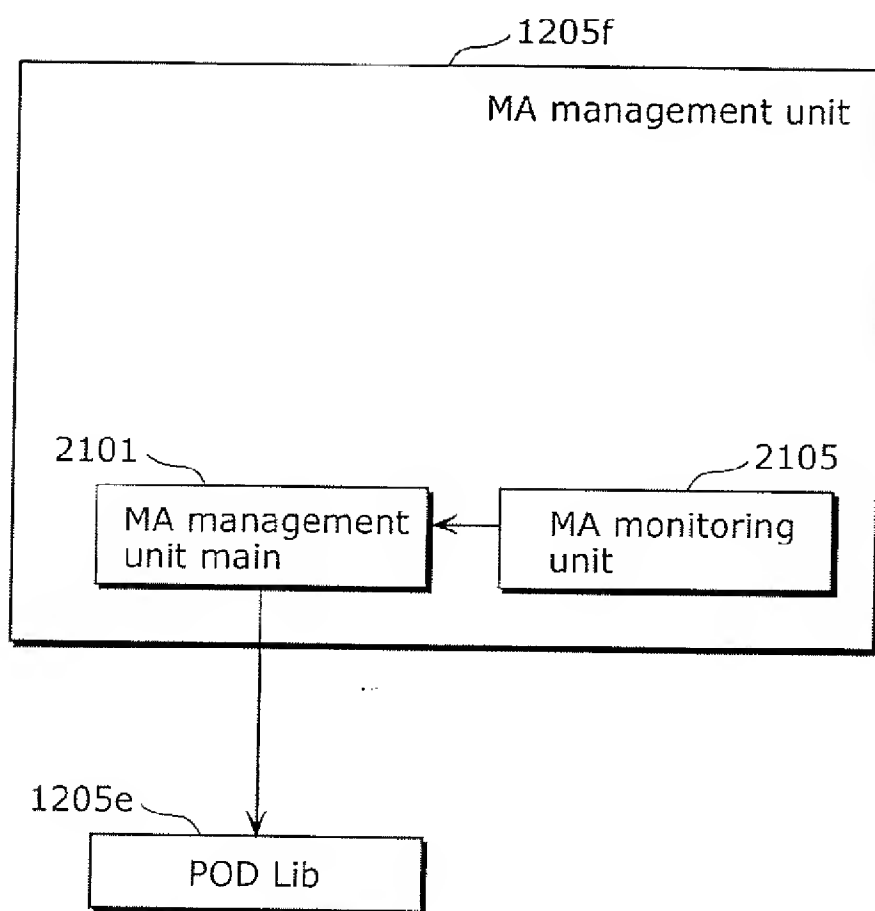 1205f
MA management unit
2101
2105
MA management
unit main
MA monitoring
unit
1205e
POD Lib